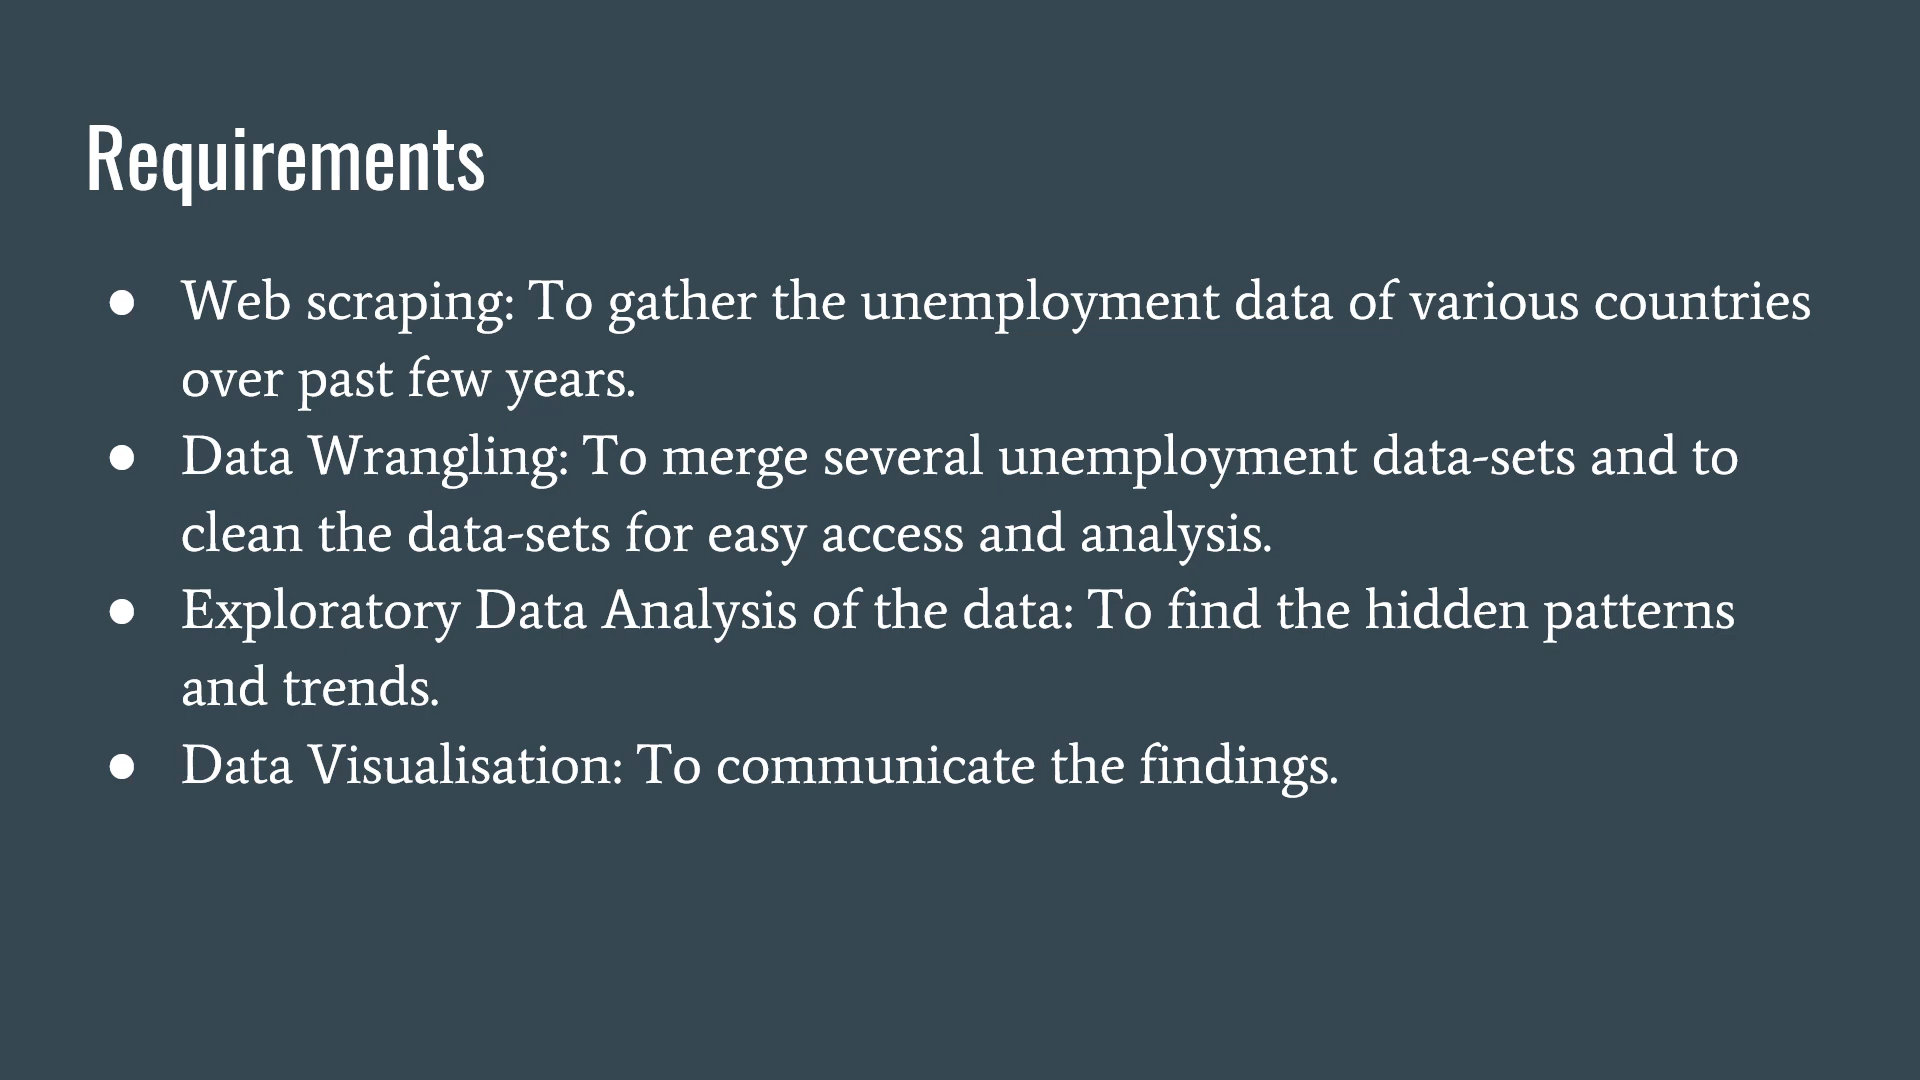 Requirements
● Web scraping: To gather the unemployment data of various countries
over past few years.
● Data Wrangling: To merge several unemployment data-sets and to
clean the data-sets for easy access and analysis.
● Exploratory Data Analysis of the data: To find the hidden patterns
and trends.
● Data Visualisation: To communicate the findings.